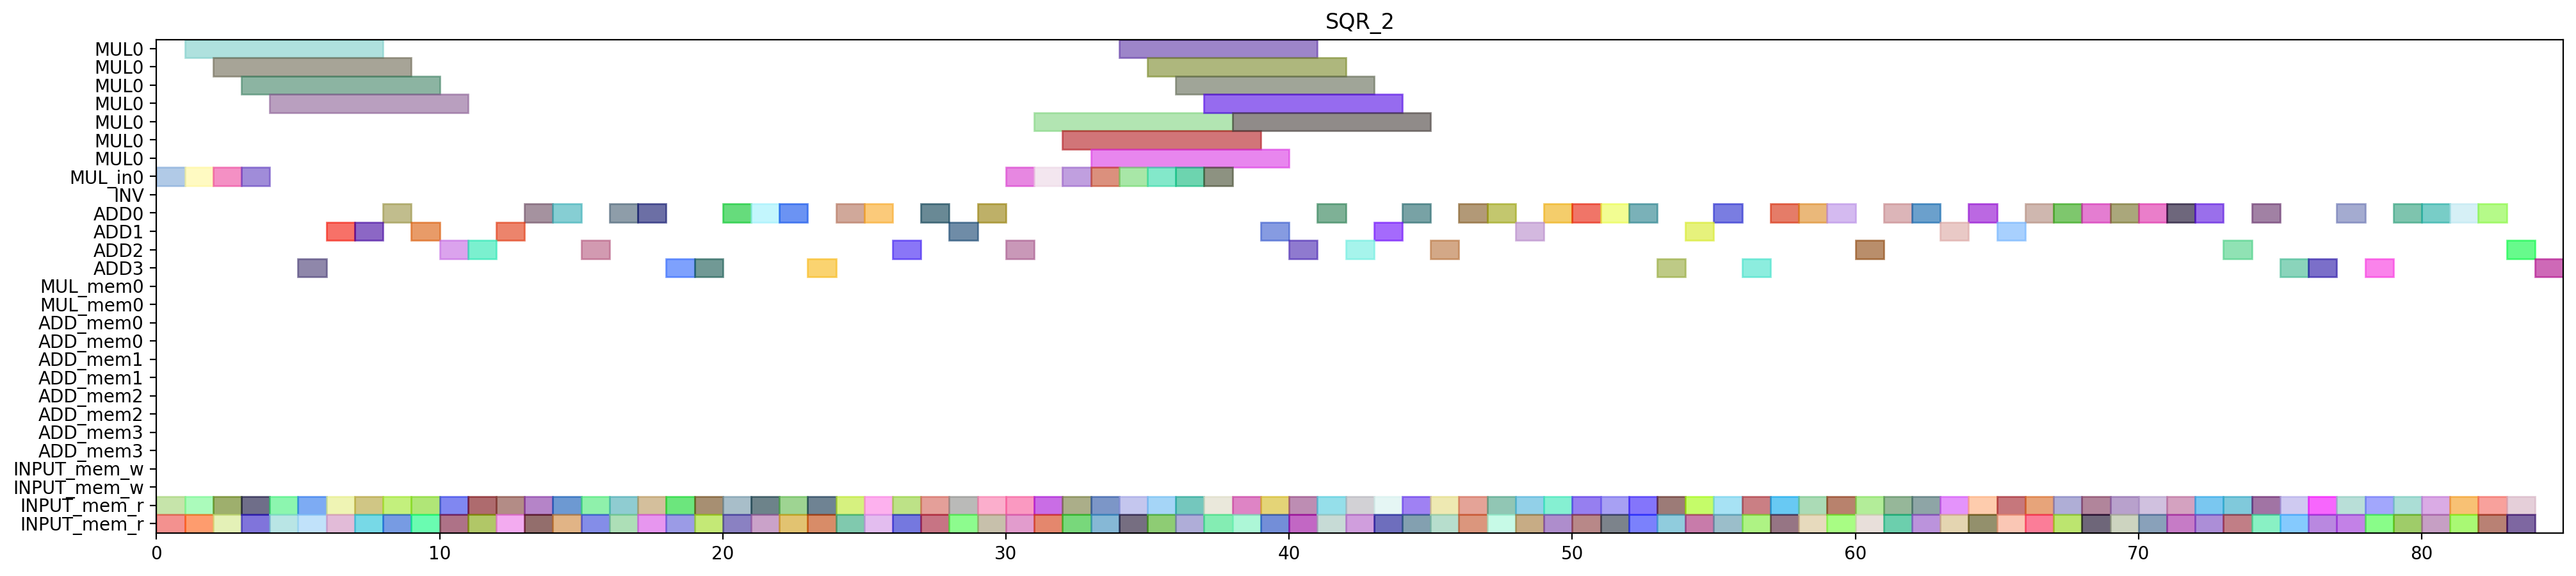 SQR_2
MUL0
MUL0
MUL0
MUL0
MUL0
MUL0
MUL0
MUL_in0
INV
ADD0
ADD1
ADD2
ADD3
MUL_mem0
MUL_mem0
ADD_mem0
ADD_mem0
ADD_mem1
ADD_mem1
ADD_mem2
ADD_mem2
ADD_mem3
ADD_mem3
INPUT_mem_w
INPUT_mem_w
INPUT_mem_r
INPUT_mem_r
0 10 20 30 40 50 60 70 80